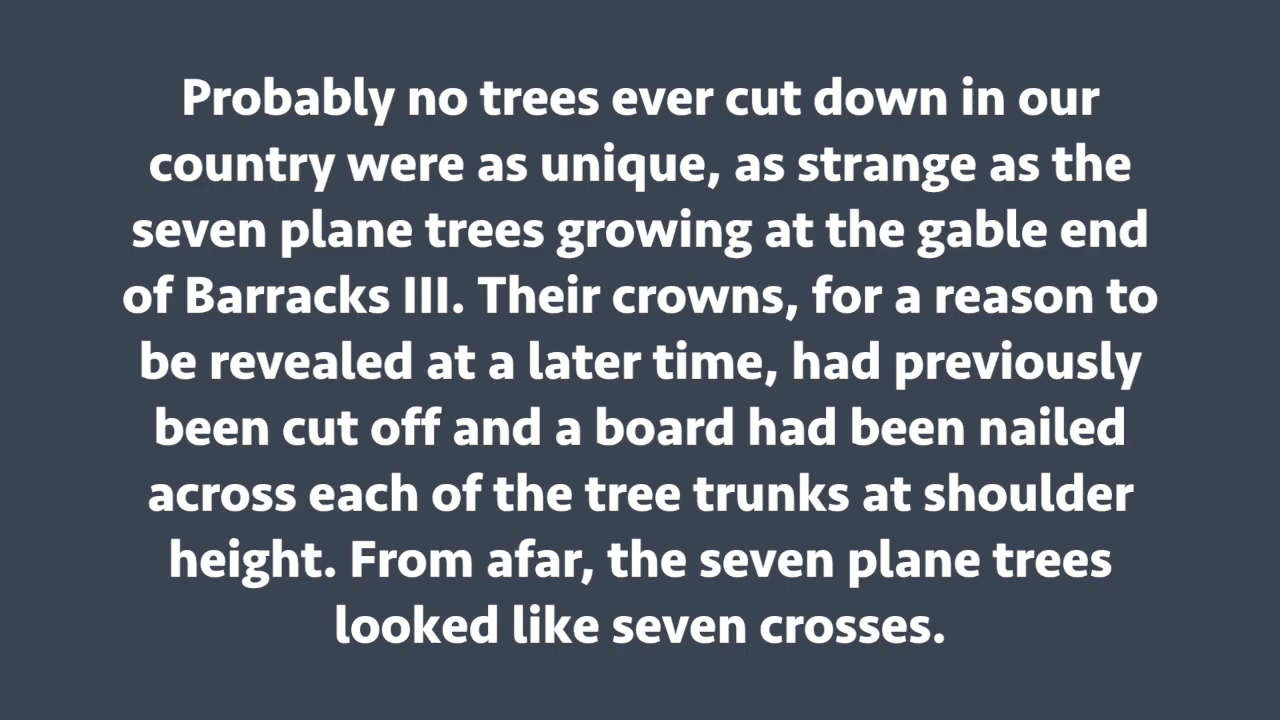 Probably no trees ever cut down in our
country were as unique, as strange as the
seven plane trees growing at the gable end
of Barracks III. Their crowns, for a reason to
be revealed at a later time, had previously
been cut off and a board had been nailed
across each of the tree trunks at shoulder
height. From afar, the seven plane trees
looked like seven crosses.